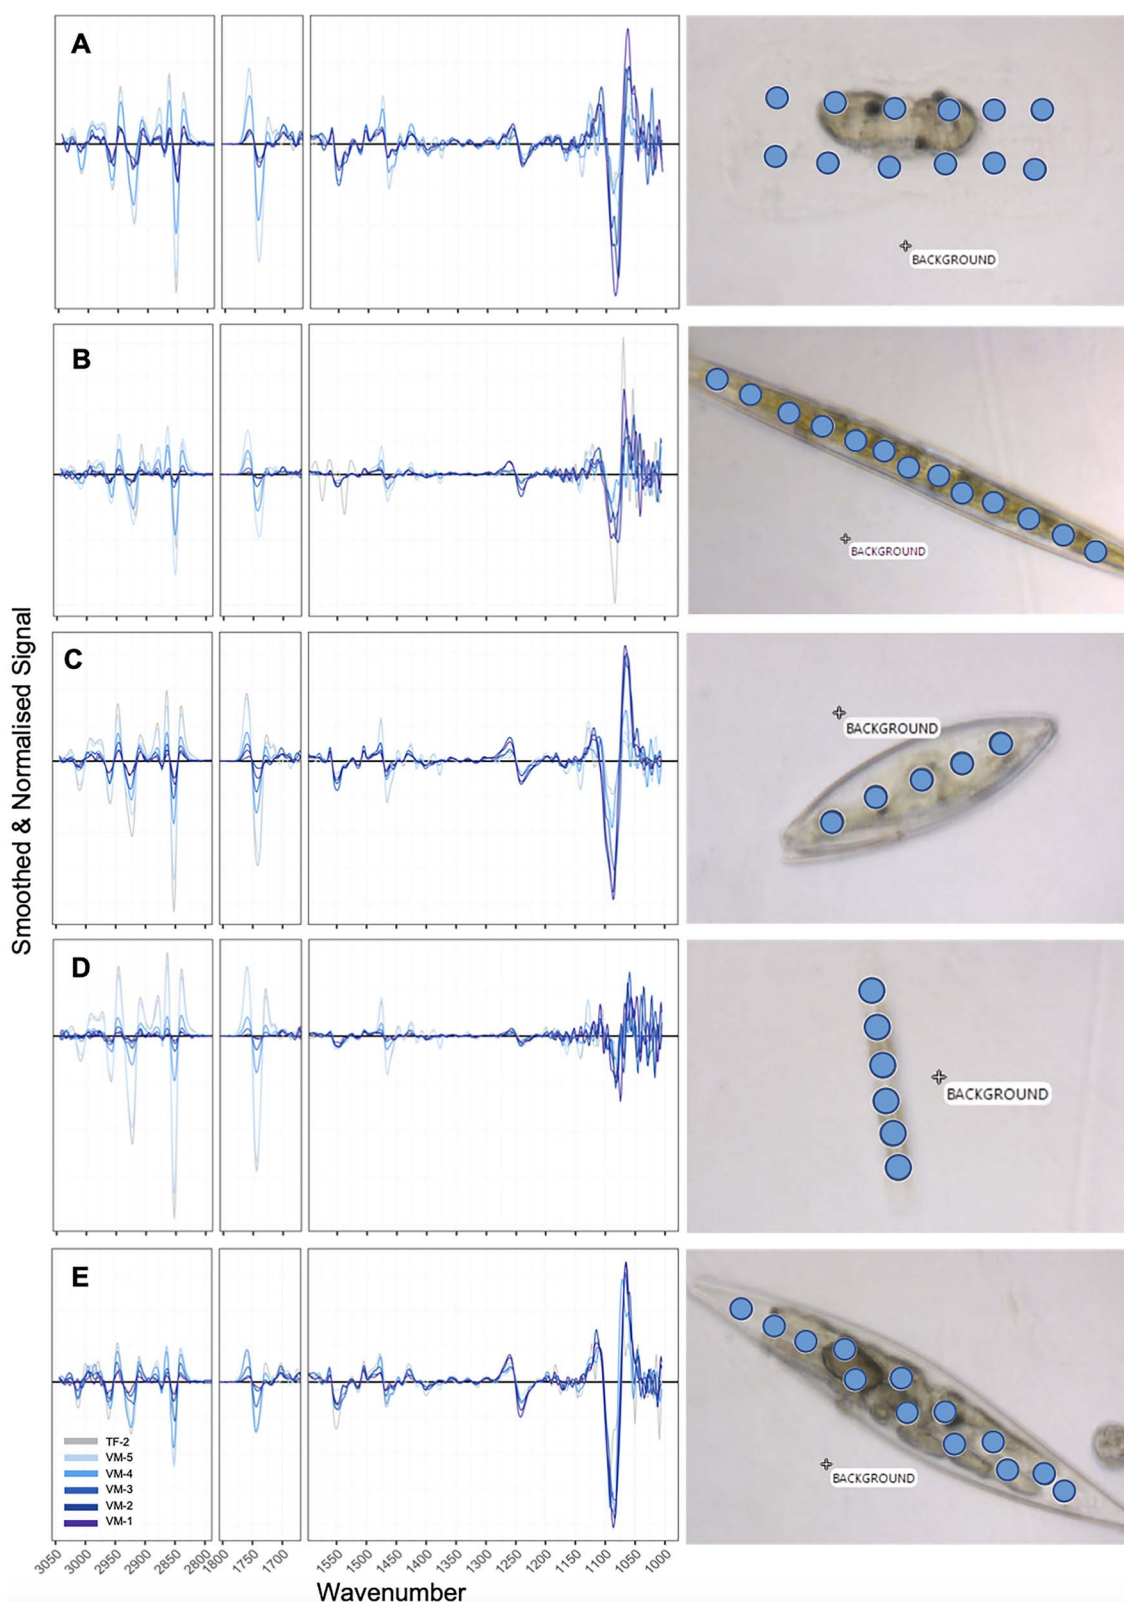 A
BACKGROUND
B
BACKGROUND
C
BACKGROUND
D
BACKGROUND
E
BACKGROUND
Smoothed & Normalised Signal
TF-2
VM-5
VM-4
VM-3
VM-2
VM-1
3050 3000 2950 2900 2850 2800 1800 1750 1700 1550 1500 1450 1400 1350 1300 1250 1200 1150 1100 1050 1000
Wavenumber